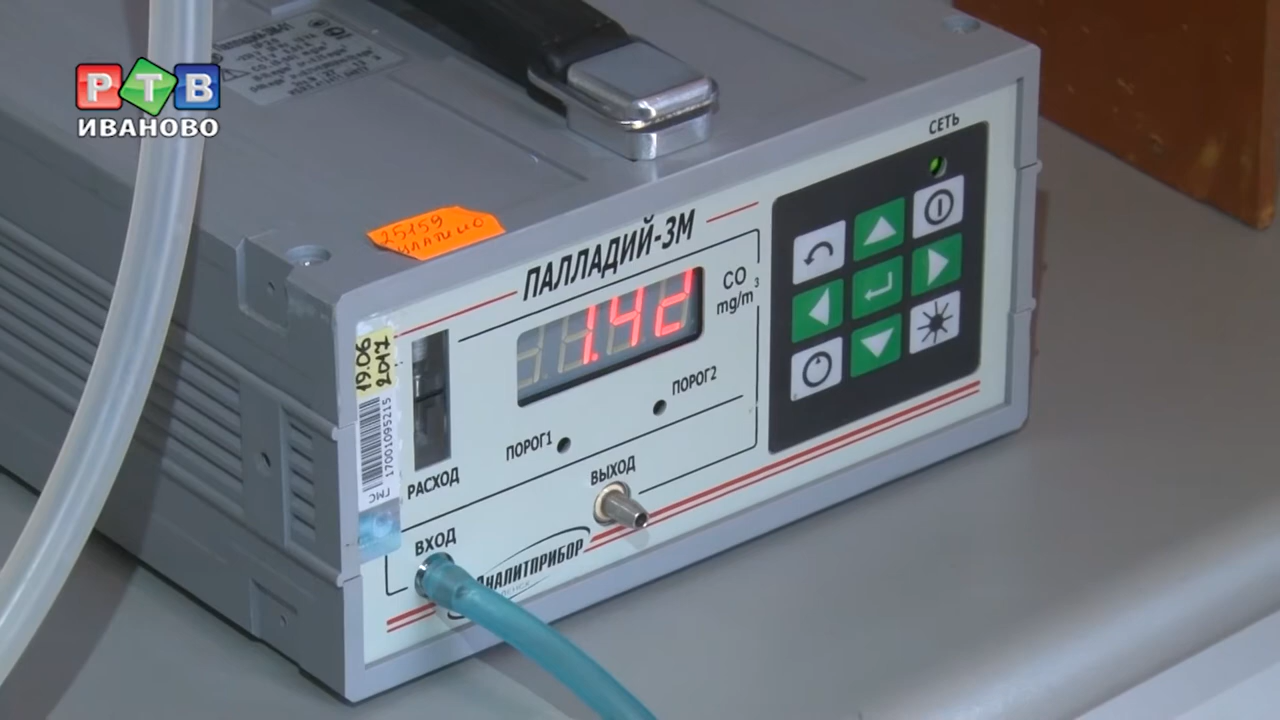 РТВ
ИВАНОВО
СЕТЬ
25159
ПАЛЛАДИЙ-3М
1.42
CO
mg/m³
19.06
2017
17001095215
ГМС
ПОРОГ1
ПОРОГ2
РАСХОД
ВЫХОД
ВХОД
АНАЛИТПРИБОР